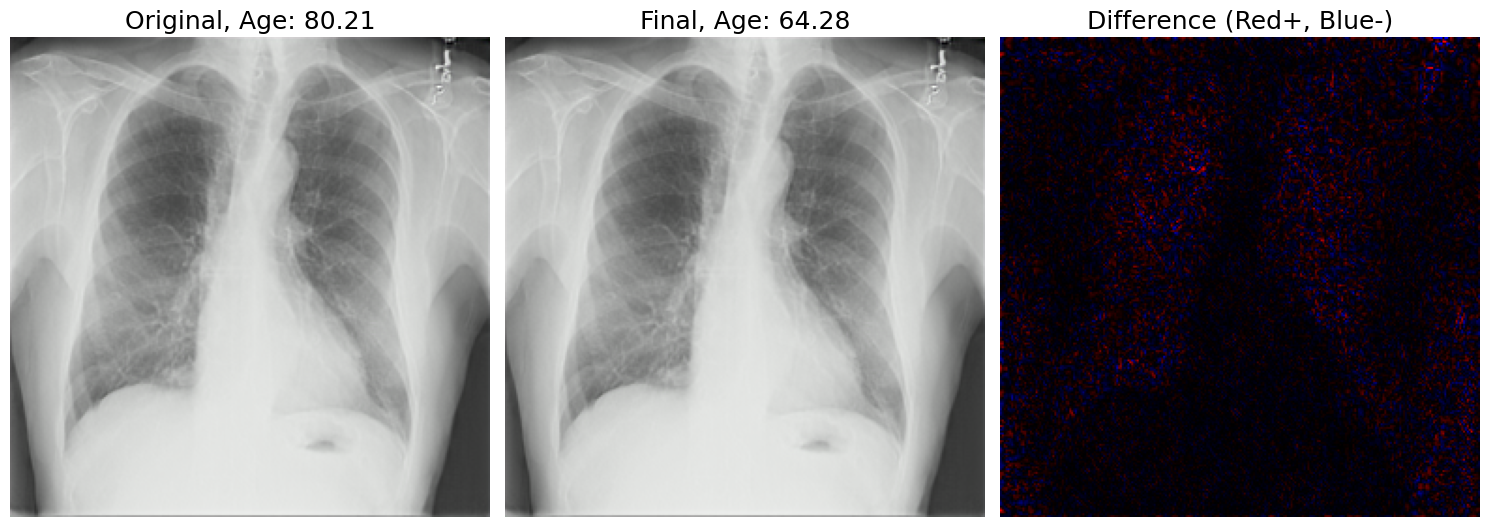 Original, Age: 80.21
Final, Age: 64.28
Difference (Red+, Blue-)